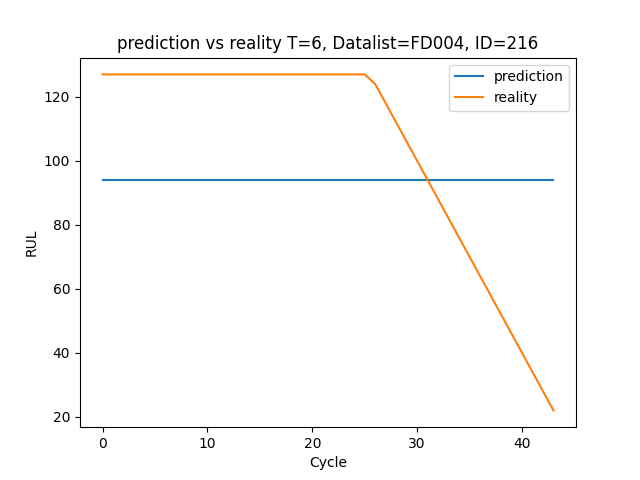 prediction vs reality T=6, Datalist=FD004, ID=216
prediction
reality
120
100
80
60
40
20
RUL
0 10 20 30 40
Cycle